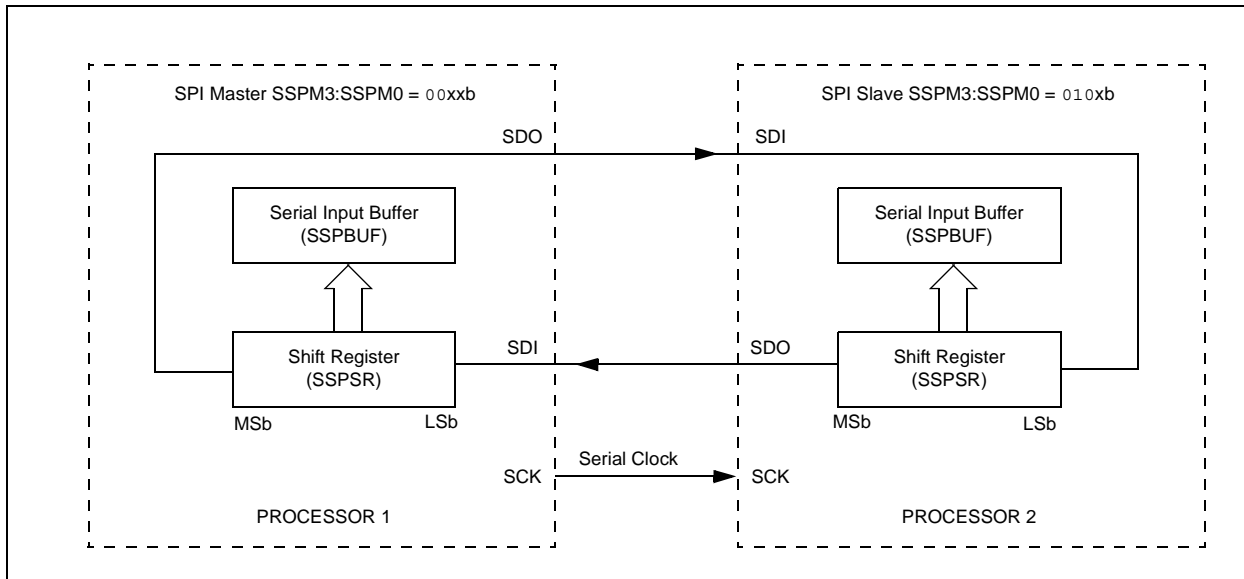 SPI Master SSPM3:SSPM0 = 00xxb
SPI Slave SSPM3:SSPM0 = 010xb
SDO
SDI
Serial Input Buffer
(SSPBUF)
Serial Input Buffer
(SSPBUF)
Shift Register
(SSPSR)
SDI
SDO
Shift Register
(SSPSR)
MSb
LSb
MSb
LSb
SCK
Serial Clock
SCK
PROCESSOR 1
PROCESSOR 2